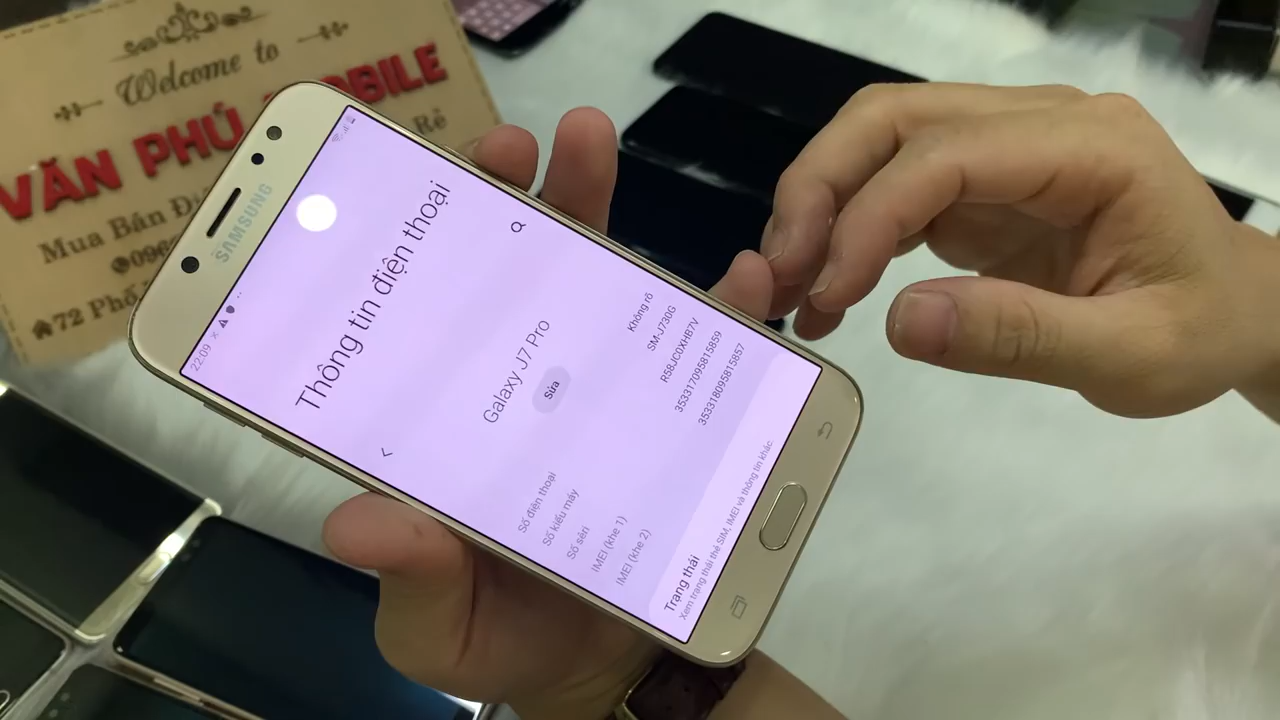 Welcome to
VĂN PHÚ MOBILE
Mua Bán
Rẻ
72 Phố
SAMSUNG
22:09
Thông tin điện thoại
Galaxy J7 Pro
Sửa
Số điện thoại Không rõ
Số kiểu máy SM-J730G
Số sêri R58JC0XHB7V
IMEI (khe 1) 353317095815859
IMEI (khe 2) 353318095815857
Trạng thái
Xem trạng thái thẻ SIM, IMEI và thông tin khác